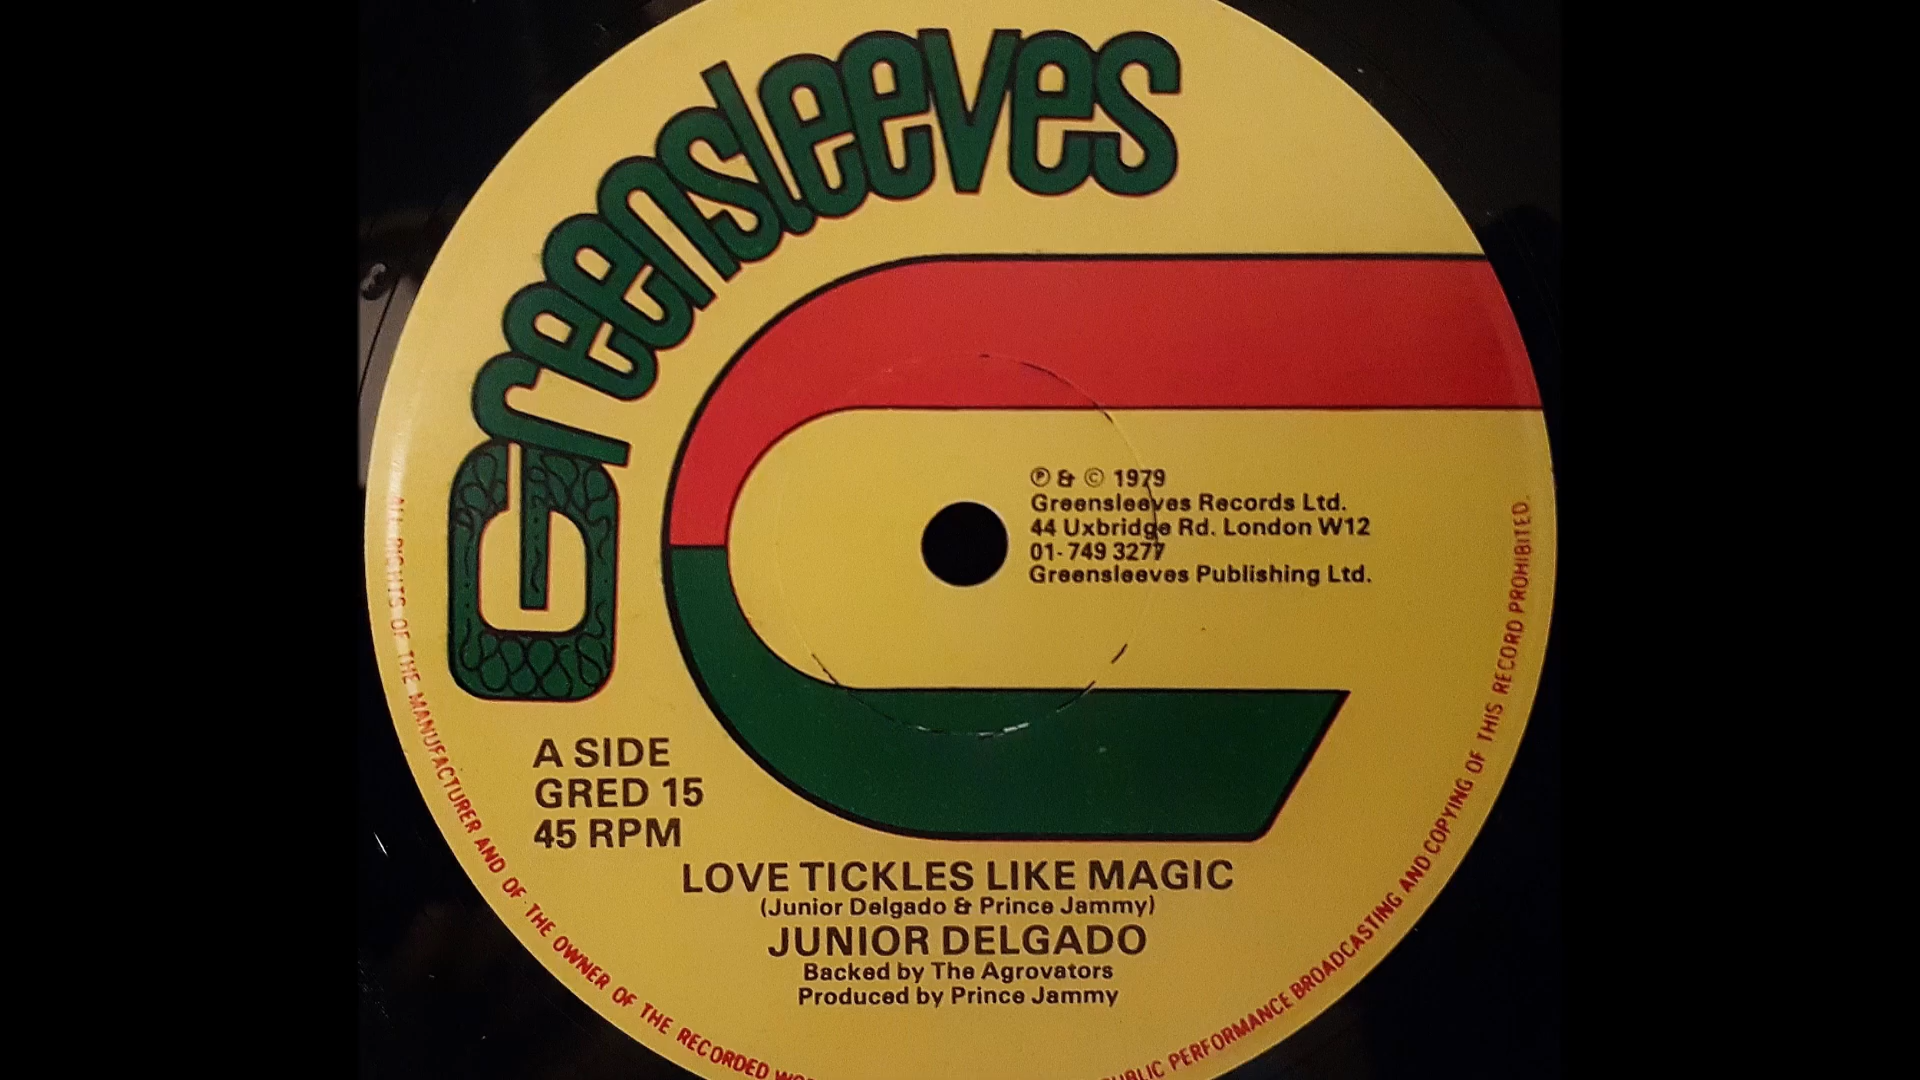 Greensleeves
℗ & © 1979
Greensleeves Records Ltd.
44 Uxbridge Rd. London W12
01-749 3277
Greensleeves Publishing Ltd.
A SIDE
GRED 15
45 RPM
LOVE TICKLES LIKE MAGIC
(Junior Delgado & Prince Jammy)
JUNIOR DELGADO
Backed by The Agrovators
Produced by Prince Jammy
ALL RIGHTS OF THE MANUFACTURER AND OF THE OWNER OF THE RECORDED
PERFORMANCE BROADCASTING AND COPYING OF THIS RECORD PROHIBITED.